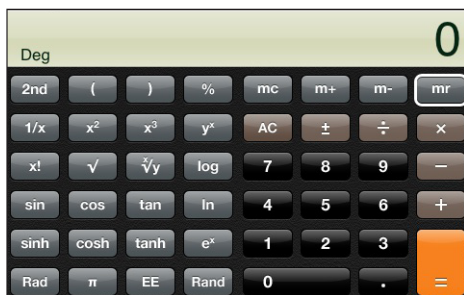 0
Deg
2nd ( ) % mc m+ m- mr
1/x x² x³ yˣ AC ± ÷ ×
x! √ ˣ√y log 7 8 9 −
sin cos tan ln 4 5 6 +
sinh cosh tanh eˣ 1 2 3
Rad π EE Rand 0 . =